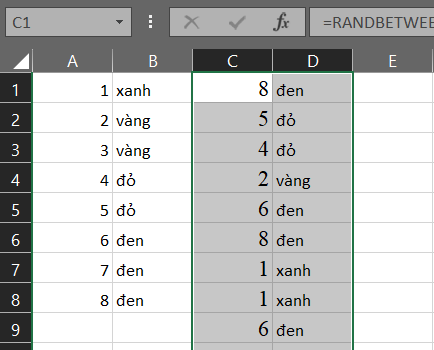 C1 fx =RANDBETWEE
A B C D E
1 1 xanh 8 đen
2 2 vàng 5 đỏ
3 3 vàng 4 đỏ
4 4 đỏ 2 vàng
5 5 đỏ 6 đen
6 6 đen 8 đen
7 7 đen 1 xanh
8 8 đen 1 xanh
9 6 đen